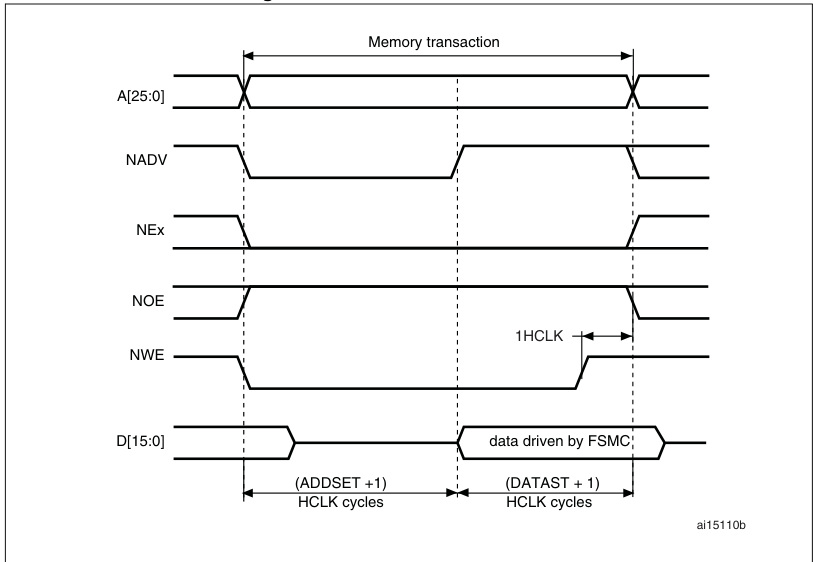 Memory transaction
A[25:0]
NADV
NEx
NOE
1HCLK
NWE
D[15:0]
data driven by FSMC
(ADDSET +1)
HCLK cycles
(DATAST + 1)
HCLK cycles
ai15110b